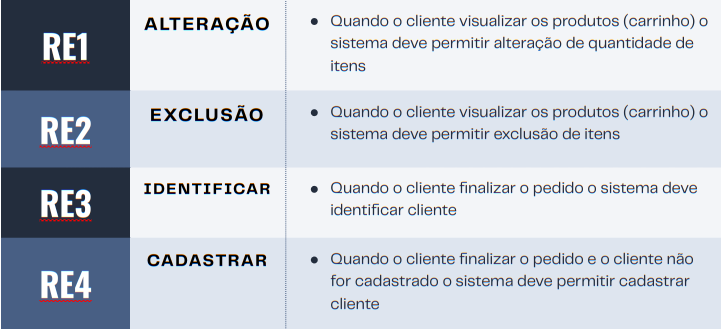 RE1
ALTERAÇÃO
• Quando o cliente visualizar os produtos (carrinho) o
sistema deve permitir alteração de quantidade de
itens
RE2
EXCLUSÃO
• Quando o cliente visualizar os produtos (carrinho) o
sistema deve permitir exclusão de itens
RE3
IDENTIFICAR
• Quando o cliente finalizar o pedido o sistema deve
identificar cliente
RE4
CADASTRAR
• Quando o cliente finalizar o pedido e o cliente não
for cadastrado o sistema deve permitir cadastrar
cliente